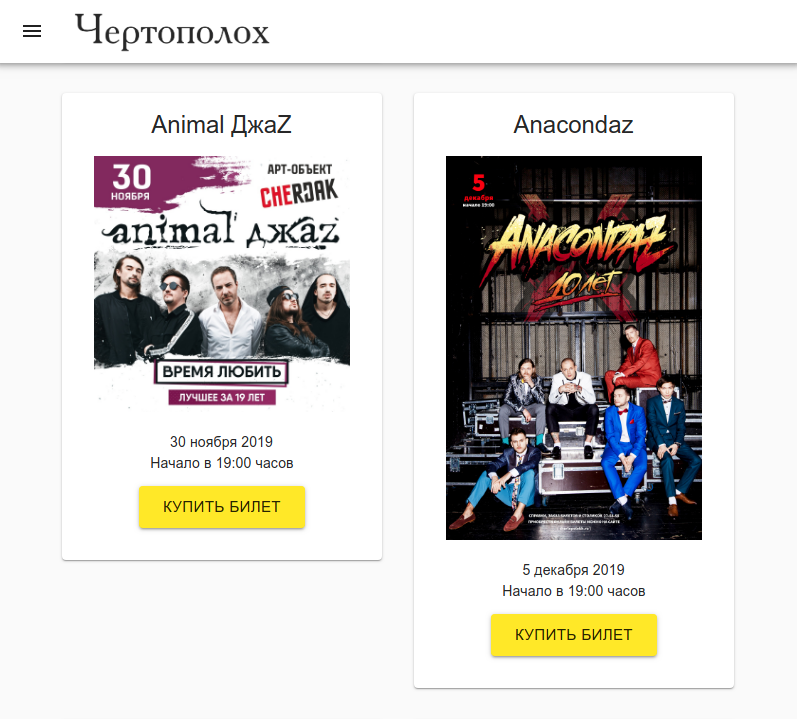 Чертополох
Animal ДжаZ
30
НОЯБРЯ
АРТ-ОБЪЕКТ
CHERДAK
animal джаz
ВРЕМЯ ЛЮБИТЬ
ЛУЧШЕЕ ЗА 19 ЛЕТ
30 ноября 2019
Начало в 19:00 часов
КУПИТЬ БИЛЕТ
Anacondaz
5
декабря
начало 19:00
ANACONDAZ
10 лет
5 декабря 2019
Начало в 19:00 часов
КУПИТЬ БИЛЕТ